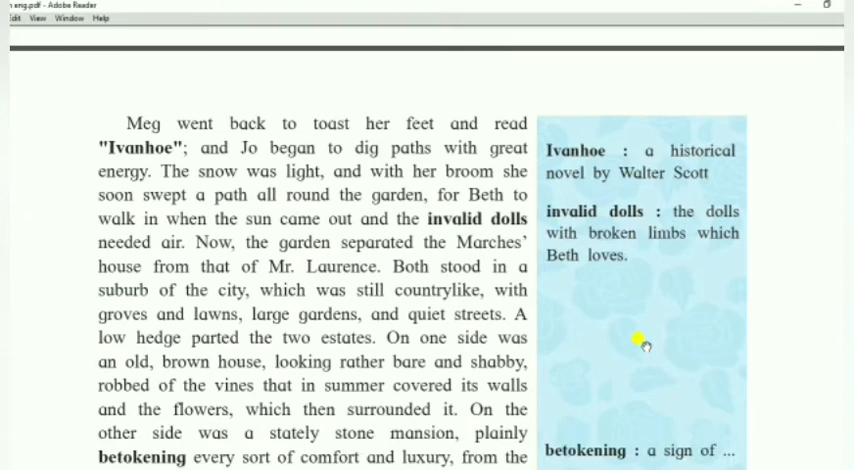 eng.pdf - Adobe Reader
Edit View Window Help
Meg went back to toast her feet and read
"Ivanhoe"; and Jo began to dig paths with great
energy. The snow was light, and with her broom she
soon swept a path all round the garden, for Beth to
walk in when the sun came out and the invalid dolls
needed air. Now, the garden separated the Marches'
house from that of Mr. Laurence. Both stood in a
suburb of the city, which was still countrylike, with
groves and lawns, large gardens, and quiet streets. A
low hedge parted the two estates. On one side was
an old, brown house, looking rather bare and shabby,
robbed of the vines that in summer covered its walls
and the flowers, which then surrounded it. On the
other side was a stately stone mansion, plainly
betokening every sort of comfort and luxury, from the
Ivanhoe : a historical
novel by Walter Scott
invalid dolls : the dolls
with broken limbs which
Beth loves.
betokening : a sign of ...